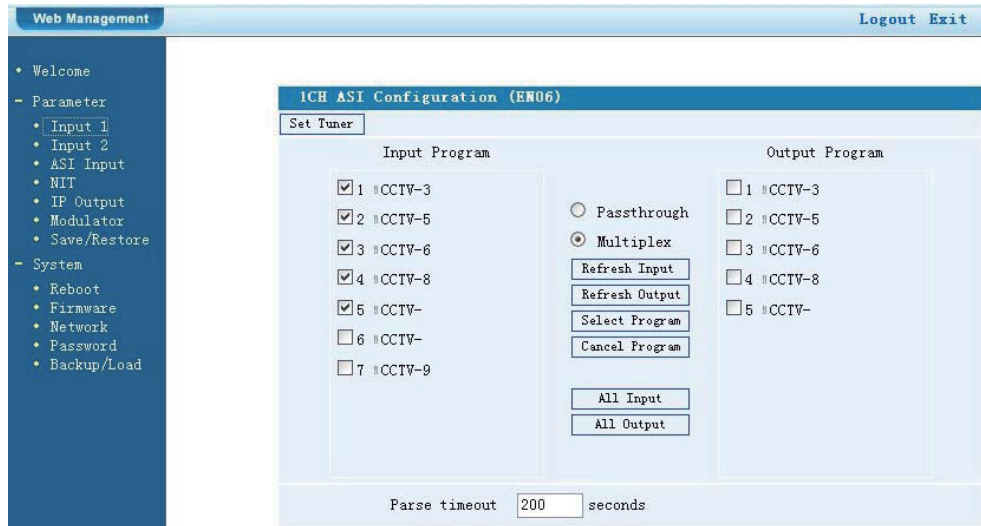 Web Management
Logout Exit
Welcome
Parameter
Input 1
Input 2
ASI Input
NIT
IP Output
Modulator
Save/Restore
System
Reboot
Firmware
Network
Password
Backup/Load
1CH ASI Configuration (EN06)
Set Tuner
Input Program
1 CCTV-3
2 CCTV-5
3 CCTV-6
4 CCTV-8
5 CCTV-
6 CCTV-
7 CCTV-9
Passthrough
Multiplex
Refresh Input
Refresh Output
Select Program
Cancel Program
All Input
All Output
Output Program
1 CCTV-3
2 CCTV-5
3 CCTV-6
4 CCTV-8
5 CCTV-
Parse timeout 200 seconds